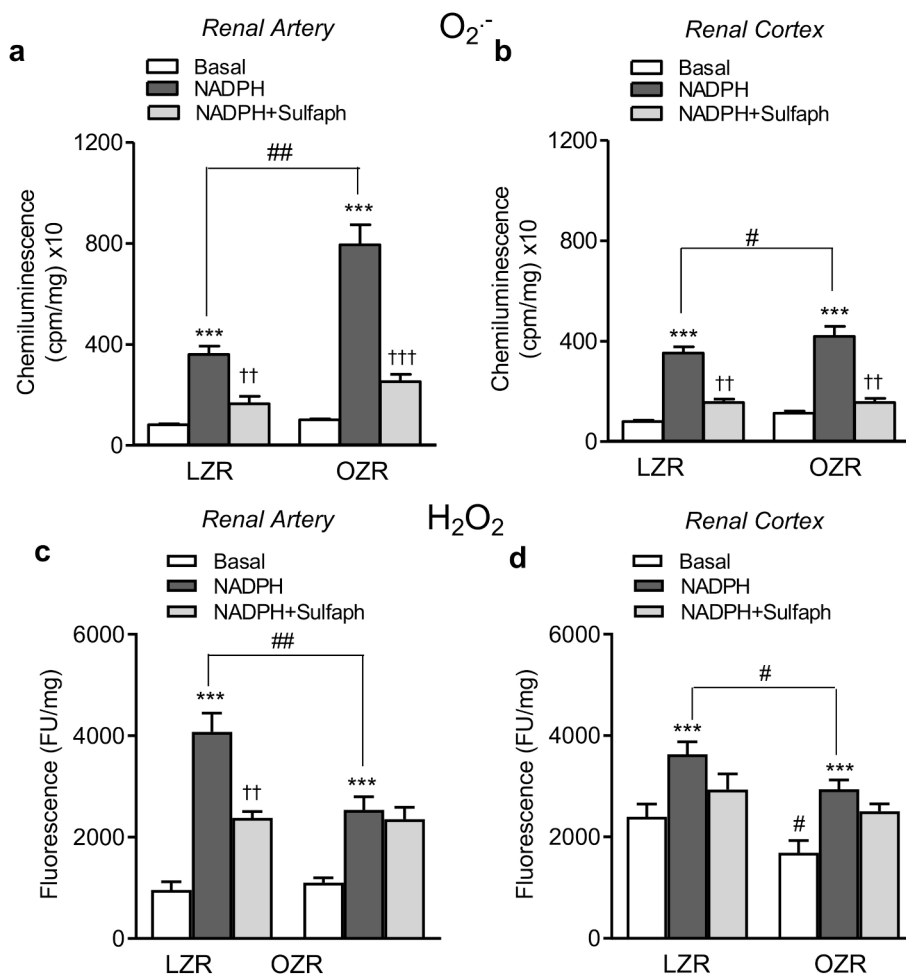 O₂·⁻
a
Renal Artery
Basal
NADPH
NADPH+Sulfaph
Chemiluminescence
(cpm/mg) x10
1200
800
400
0
##
***
††
***
†††
LZR
OZR
b
Renal Cortex
Basal
NADPH
NADPH+Sulfaph
Chemiluminescence
(cpm/mg) x10
1200
800
400
0
#
***
††
***
††
LZR
OZR
H₂O₂
c
Renal Artery
Basal
NADPH
NADPH+Sulfaph
Fluorescence (FU/mg)
6000
4000
2000
0
##
***
††
***
LZR
OZR
d
Renal Cortex
Basal
NADPH
NADPH+Sulfaph
Fluorescence (FU/mg)
6000
4000
2000
0
#
***
#
***
LZR
OZR